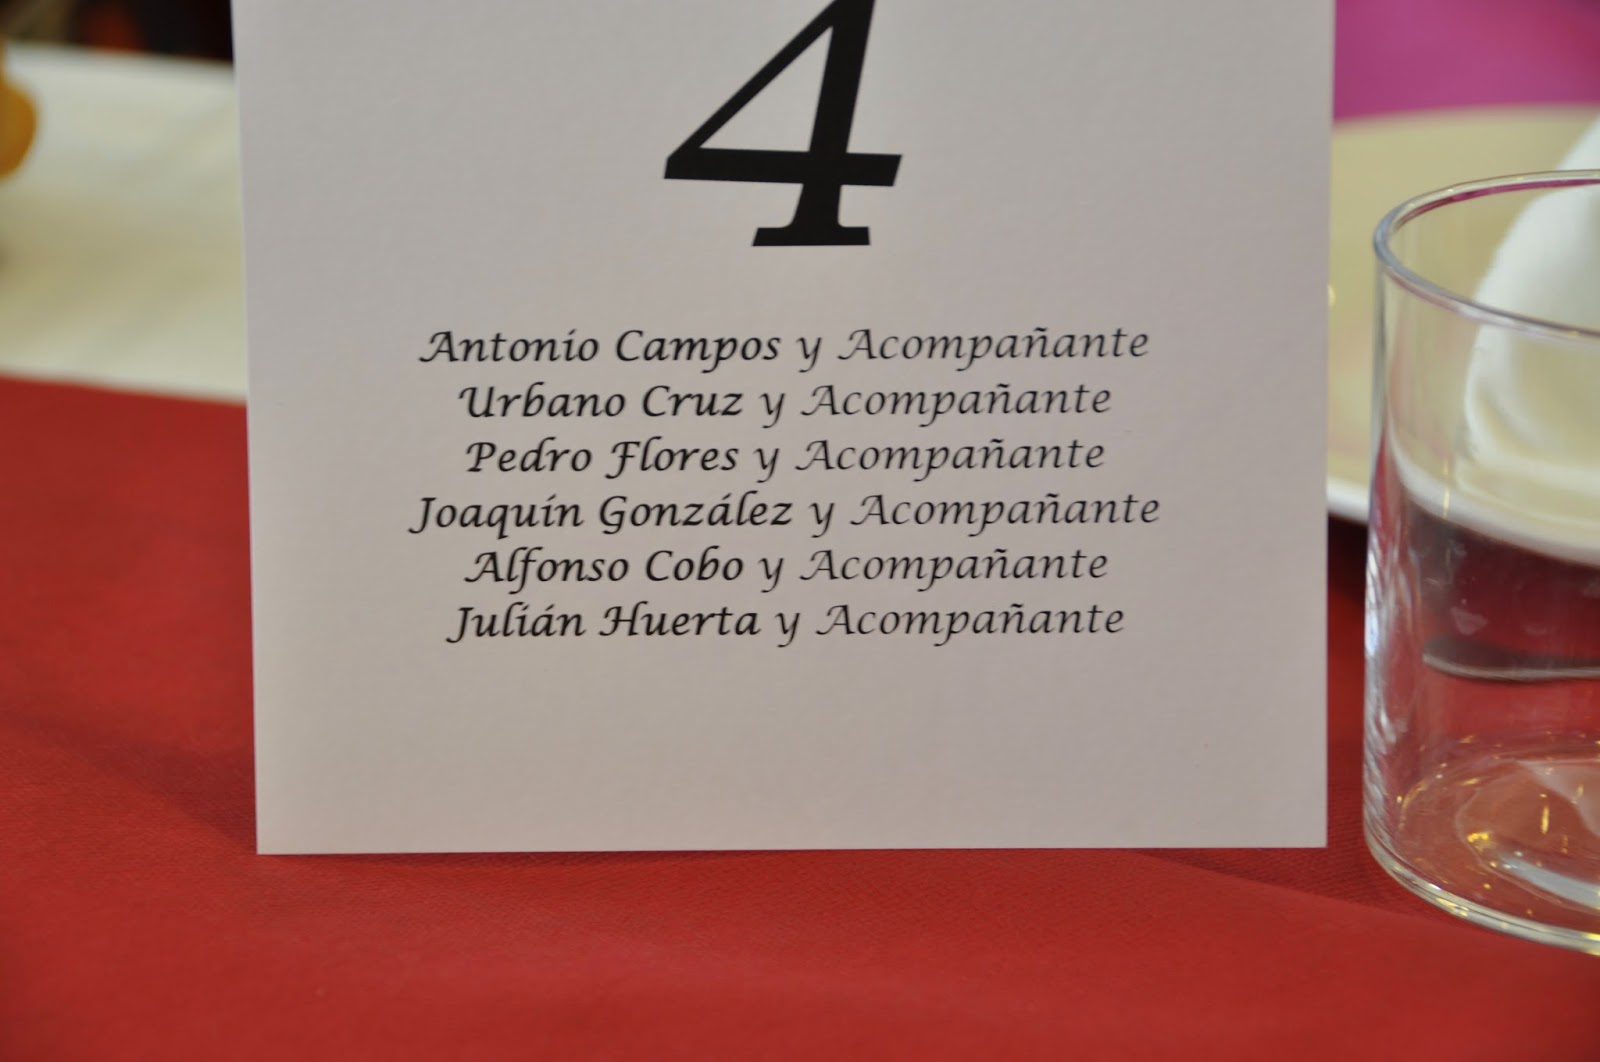 4
Antonio Campos y Acompañante
Urbano Cruz y Acompañante
Pedro Flores y Acompañante
Joaquín González y Acompañante
Alfonso Cobo y Acompañante
Julián Huerta y Acompañante